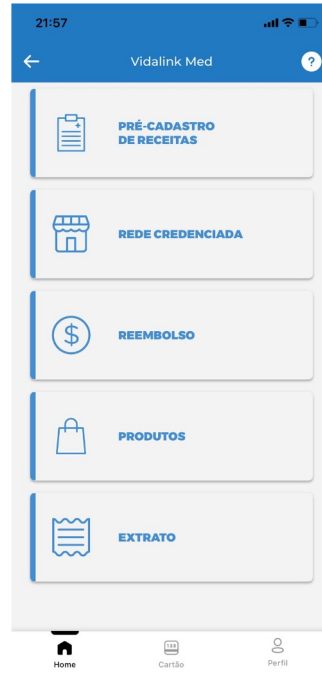 21:57
Vidalink Med
?
PRÉ-CADASTRO
DE RECEITAS
REDE CREDENCIADA
$
REEMBOLSO
PRODUTOS
EXTRATO
Home
Cartão
Perfil